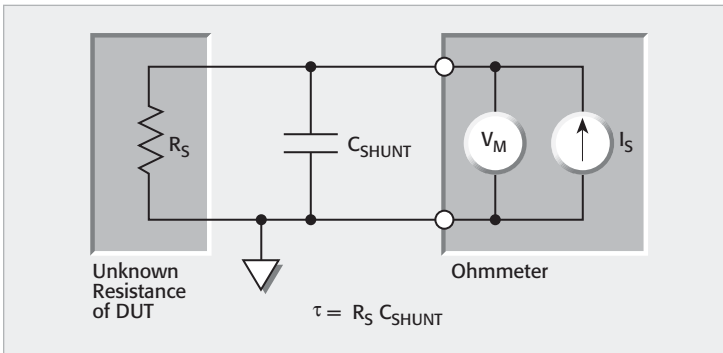 R_S
C_SHUNT
V_M
I_S
Unknown
Resistance
of DUT
Ohmmeter
τ = R_S C_SHUNT